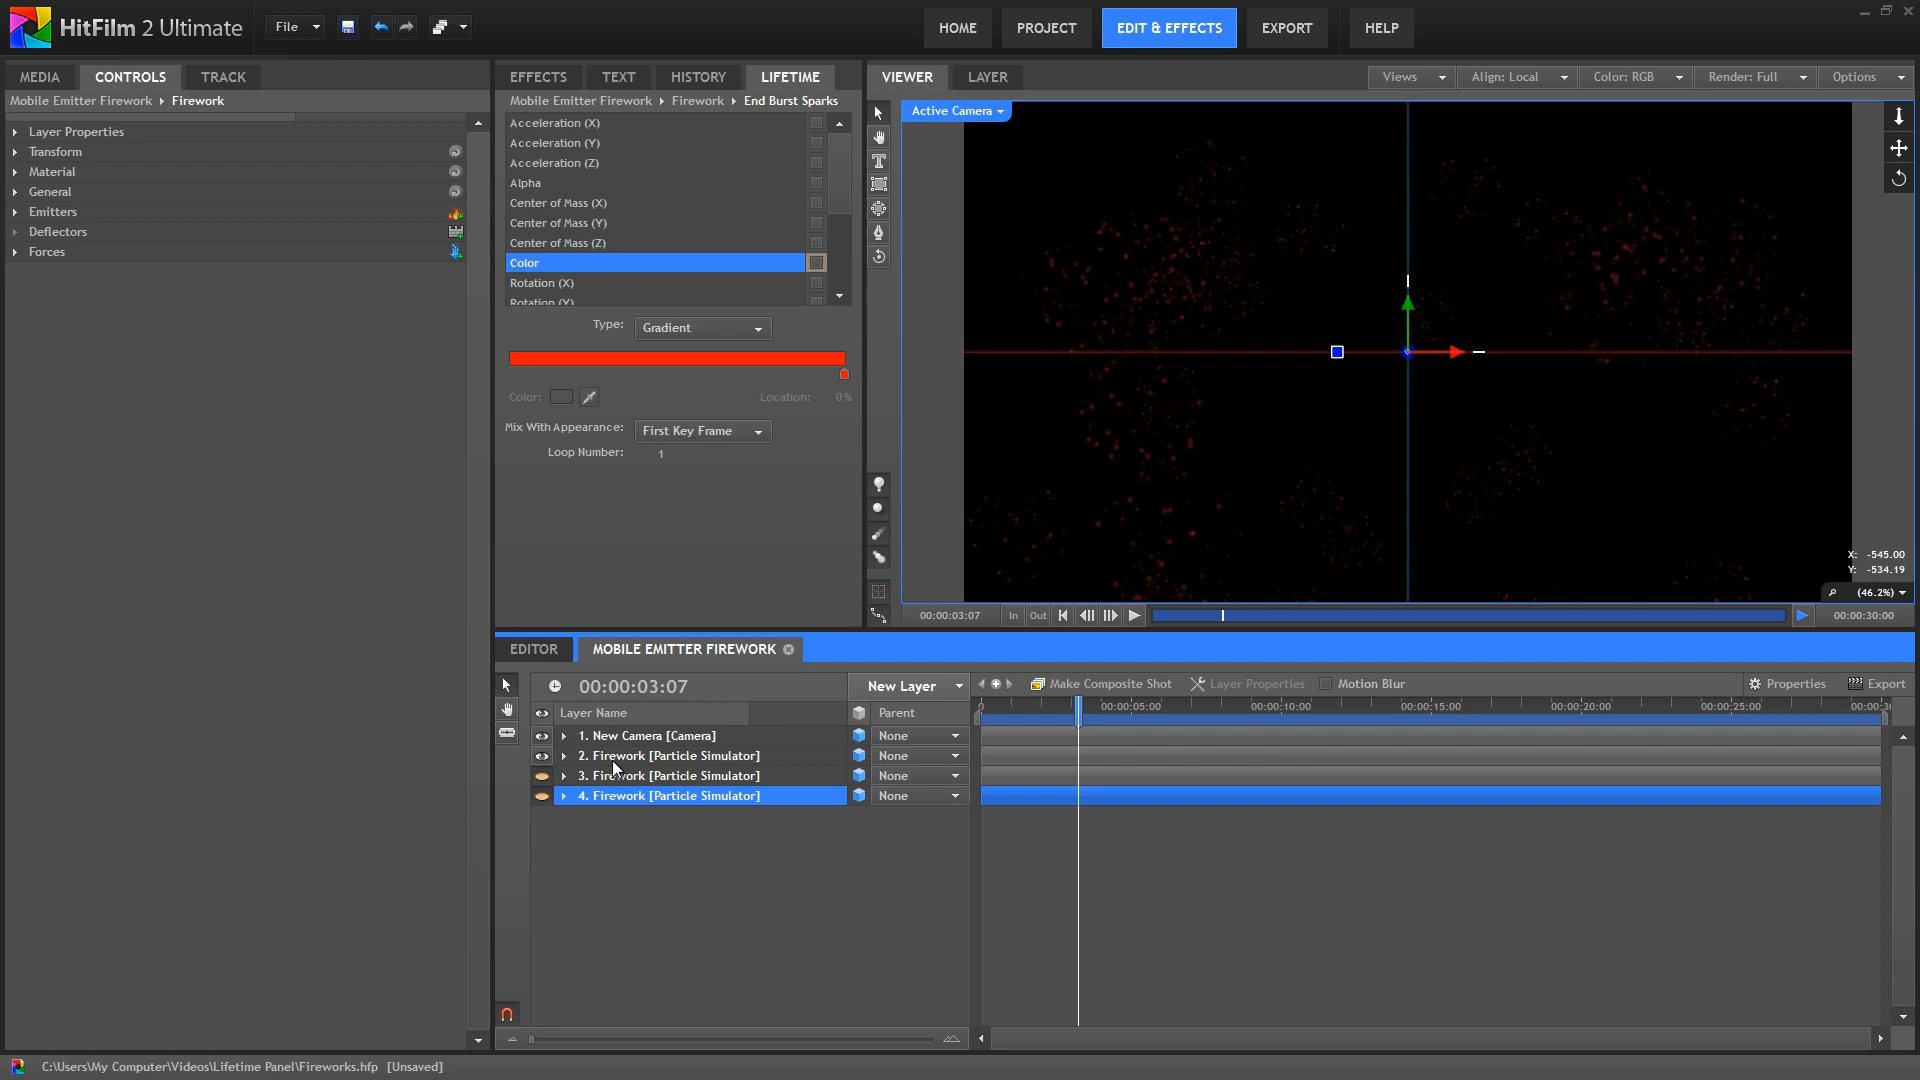 HitFilm 2 Ultimate
File
HOME
PROJECT
EDIT & EFFECTS
EXPORT
HELP
MEDIA
CONTROLS
TRACK
Mobile Emitter Firework
Firework
Layer Properties
Transform
Material
General
Emitters
Deflectors
Forces
EFFECTS
TEXT
HISTORY
LIFETIME
Mobile Emitter Firework
Firework
End Burst Sparks
Acceleration (X)
Acceleration (Y)
Acceleration (Z)
Alpha
Center of Mass (X)
Center of Mass (Y)
Center of Mass (Z)
Color
Rotation (X)
Rotation (Y)
Type:
Gradient
Color:
Location:
0%
Mix With Appearance:
First Key Frame
Loop Number:
1
VIEWER
LAYER
Views
Align: Local
Color: RGB
Render: Full
Options
Active Camera
X: -545.00
Y: -534.19
(46.2%)
00:00:03:07
In
Out
00:00:30:00
EDITOR
MOBILE EMITTER FIREWORK
00:00:03:07
New Layer
Make Composite Shot
Layer Properties
Motion Blur
Properties
Export
Layer Name
Parent
0
00:00:05:00
00:00:10:00
00:00:15:00
00:00:20:00
00:00:25:00
00:00:3
1. New Camera [Camera]
None
2. Firework [Particle Simulator]
None
3. Firework [Particle Simulator]
None
4. Firework [Particle Simulator]
None
C:\Users\My Computer\Videos\Lifetime Panel\Fireworks.hfp [Unsaved]